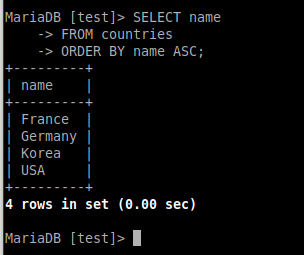 MariaDB [test]> SELECT name
    -> FROM countries
    -> ORDER BY name ASC;
+---------+
| name    |
+---------+
| France  |
| Germany |
| Korea   |
| USA     |
+---------+
4 rows in set (0.00 sec)

MariaDB [test]>